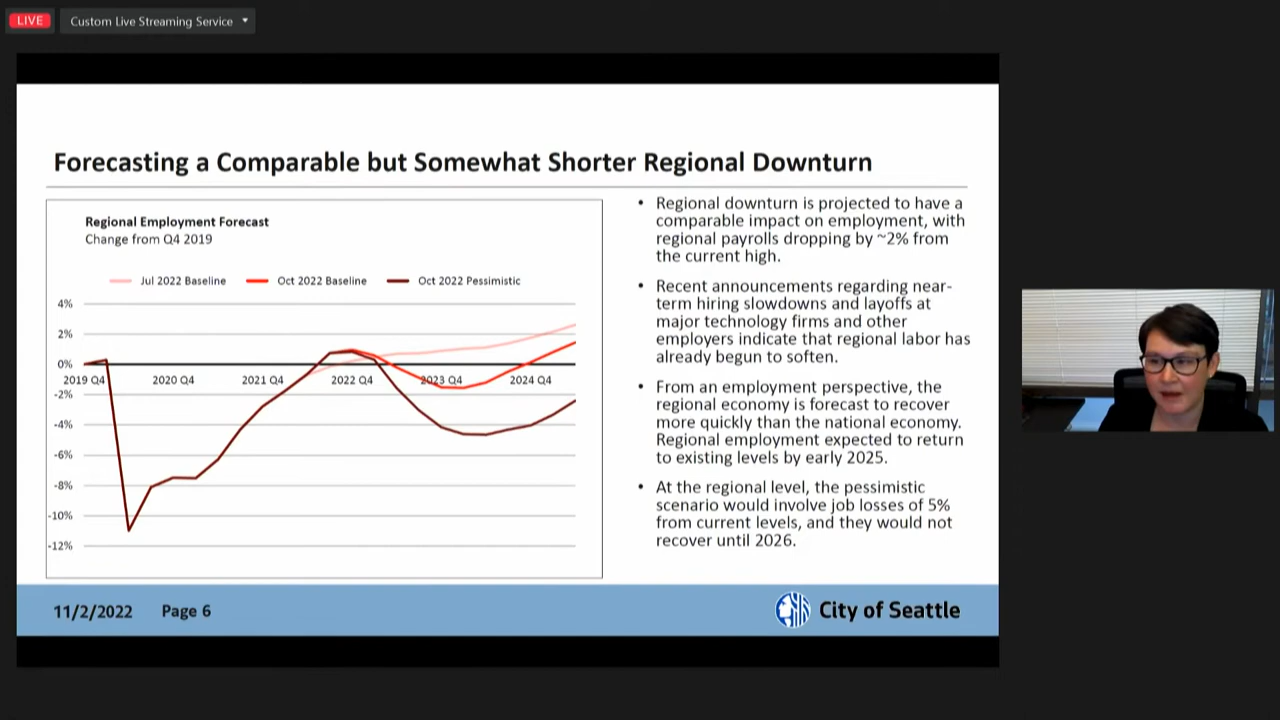 LIVE
Custom Live Streaming Service
Forecasting a Comparable but Somewhat Shorter Regional Downturn
Regional Employment Forecast
Change from Q4 2019
Jul 2022 Baseline
Oct 2022 Baseline
Oct 2022 Pessimistic
4%
2%
0%
2019 Q4
2020 Q4
2021 Q4
2022 Q4
2023 Q4
2024 Q4
-2%
-4%
-6%
-8%
-10%
-12%
• Regional downturn is projected to have a
comparable impact on employment, with
regional payrolls dropping by ~2% from
the current high.
• Recent announcements regarding near-
term hiring slowdowns and layoffs at
major technology firms and other
employers indicate that regional labor has
already begun to soften.
• From an employment perspective, the
regional economy is forecast to recover
more quickly than the national economy.
Regional employment expected to return
to existing levels by early 2025.
• At the regional level, the pessimistic
scenario would involve job losses of 5%
from current levels, and they would not
recover until 2026.
11/2/2022
Page 6
City of Seattle